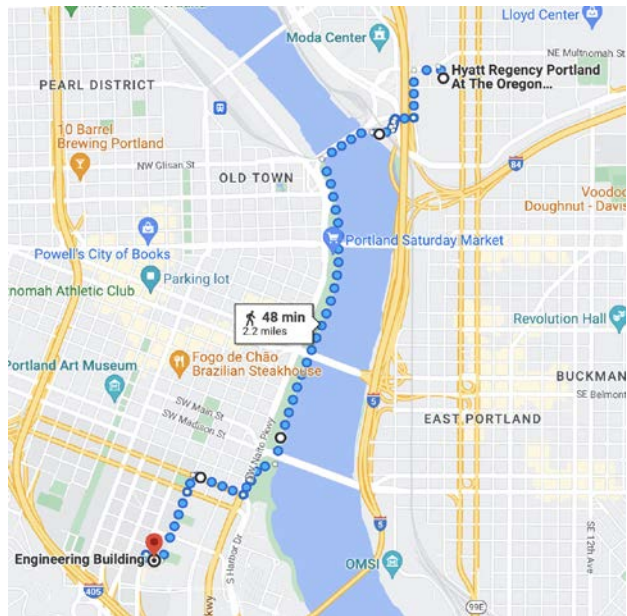 Lloyd Center
Moda Center
NE Multnomah St
Hyatt Regency Portland
At The Oregon...
PEARL DISTRICT
10 Barrel
Brewing Portland
NW Glisan St
OLD TOWN
84
Voodoo
Doughnut - Davis
Portland Saturday Market
Powell's City of Books
Parking lot
nomah Athletic Club
48 min
2.2 miles
Revolution Hall
Fogo de Chão
Brazilian Steakhouse
Portland Art Museum
BUCKMAN
SE Belmont
5
EAST PORTLAND
SW Main St
SW Madison St
W Naito Pkwy
Engineering Building
S Harbor Dr
5
OMSI
SE 12th Ave
405
kwy
99E